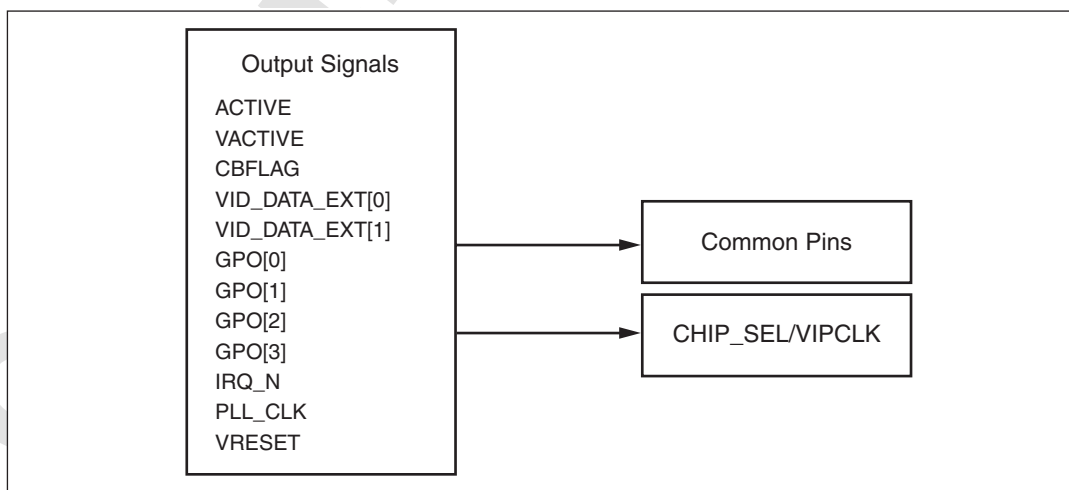 Output Signals
ACTIVE
VACTIVE
CBFLAG
VID_DATA_EXT[0]
VID_DATA_EXT[1]
GPO[0]
GPO[1]
GPO[2]
GPO[3]
IRQ_N
PLL_CLK
VRESET
Common Pins
CHIP_SEL/VIPCLK